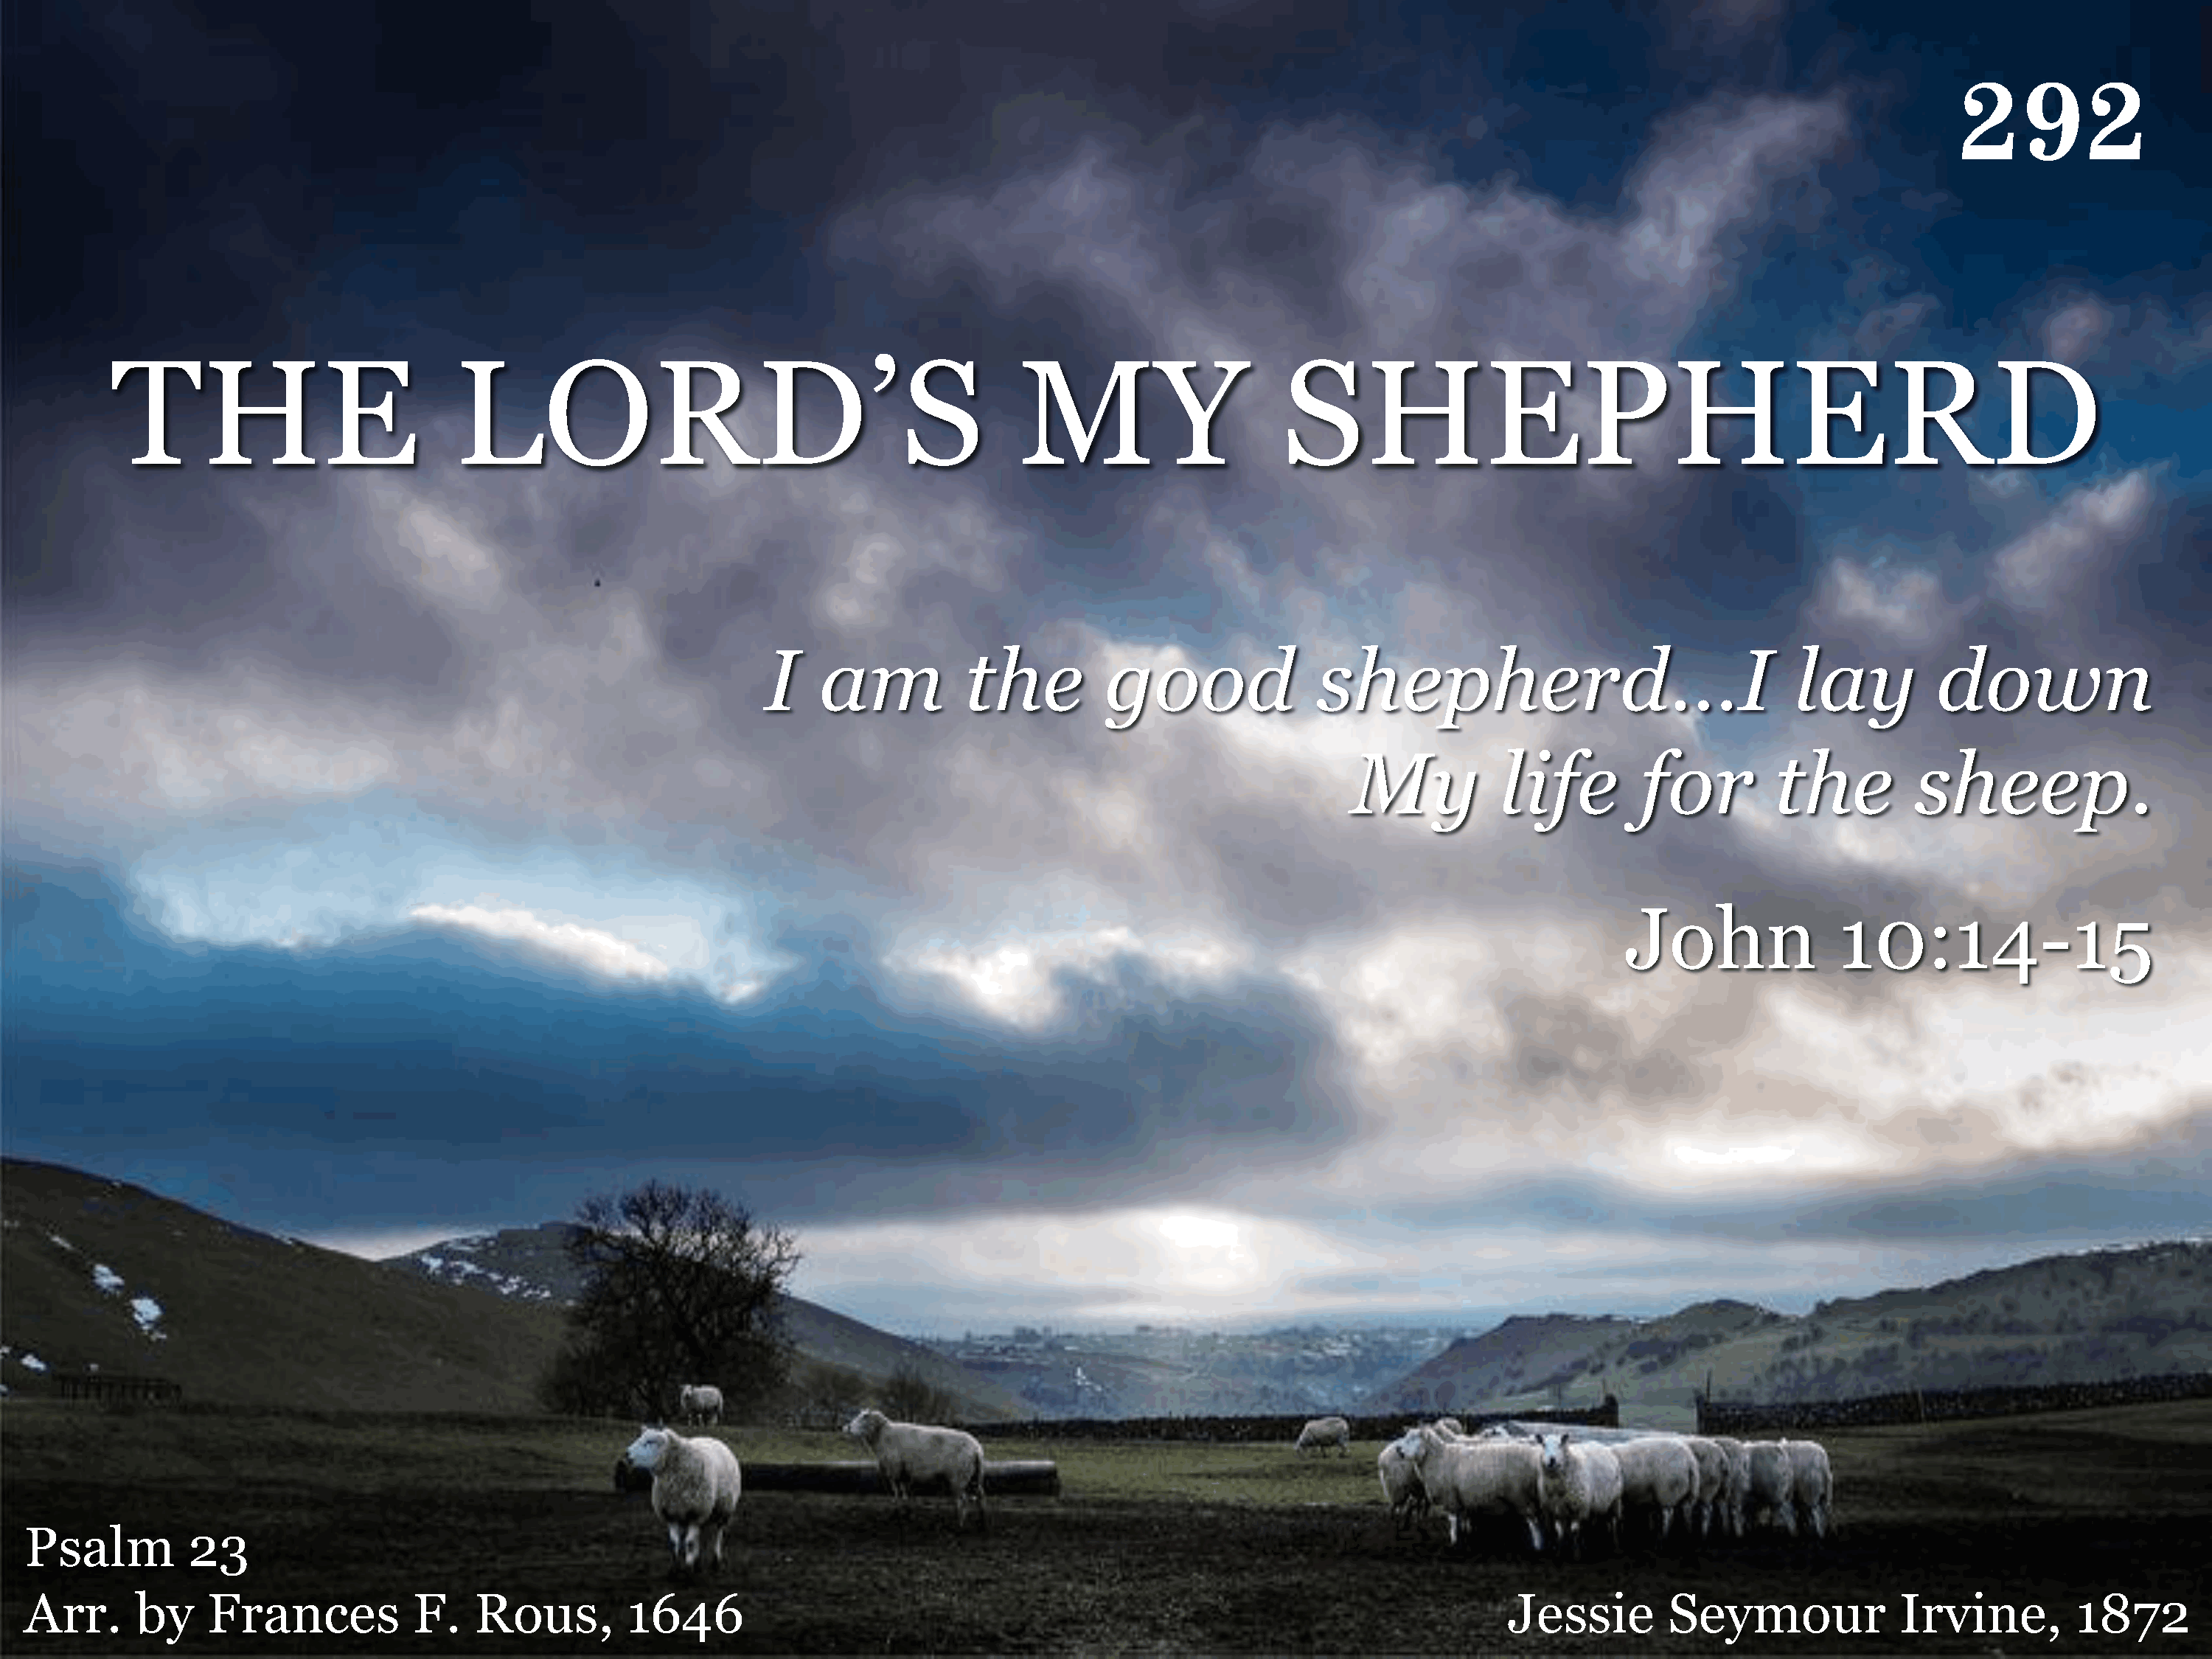 292
THE LORD’S MY SHEPHERD
I am the good shepherd...I lay down
My life for the sheep.
John 10:14-15
Psalm 23
Arr. by Frances F. Rous, 1646
Jessie Seymour Irvine, 1872